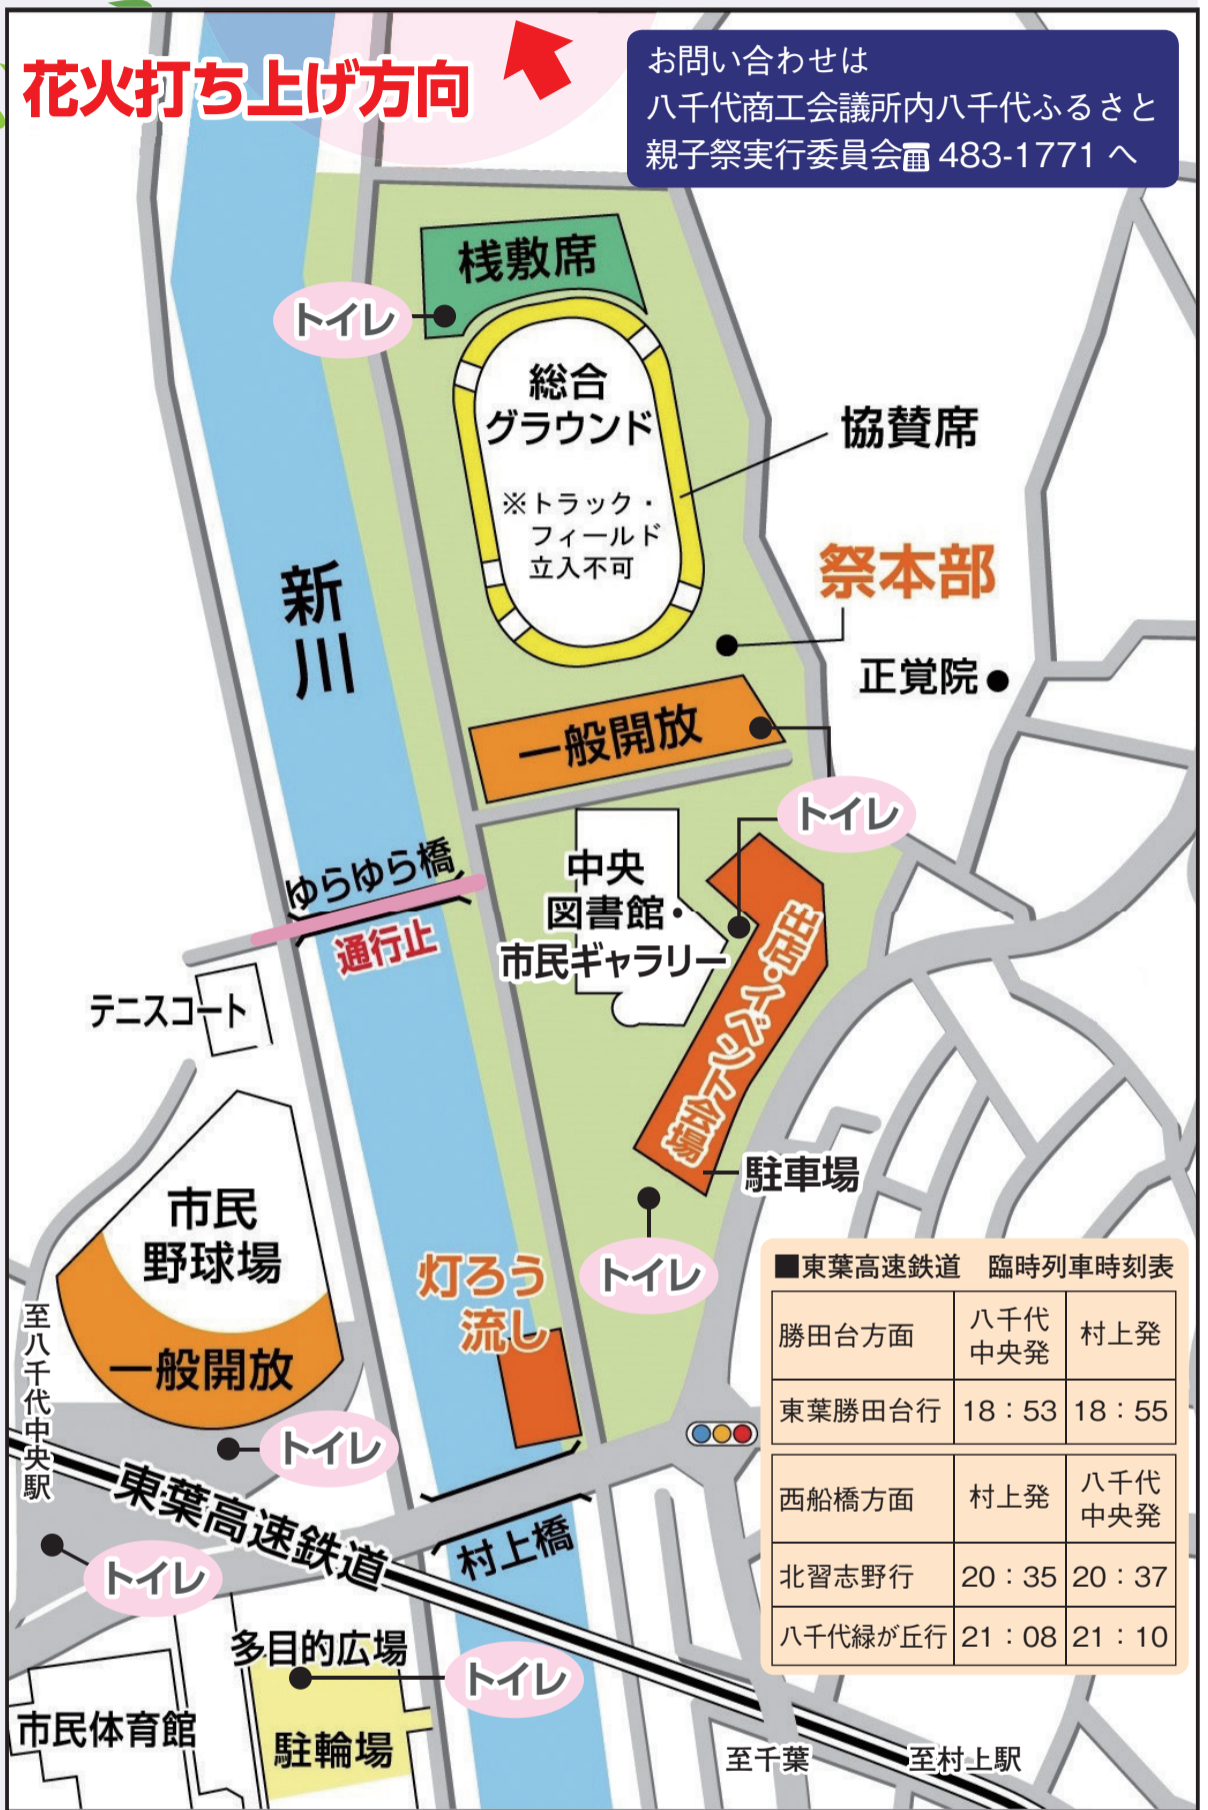 花火打ち上げ方向
お問い合わせは
八千代商工会議所内八千代ふるさと
親子祭実行委員会☎483-1771 へ
桟敷席
トイレ
総合
グラウンド
※トラック・
フィールド
立入不可
協賛席
新川
祭本部
正覚院
一般開放
トイレ
ゆらゆら橋
通行止
中央
図書館・
市民ギャラリー
出店・イベント会場
テニスコート
駐車場
市民
野球場
一般開放
灯ろう
流し
トイレ
至八千代中央駅
トイレ
東葉高速鉄道
トイレ
村上橋
多目的広場
トイレ
市民体育館
駐輪場
至千葉
至村上駅
■東葉高速鉄道 臨時列車時刻表
勝田台方面 八千代中央発 村上発
東葉勝田台行 18：53 18：55
西船橋方面 村上発 八千代中央発
北習志野行 20：35 20：37
八千代緑が丘行 21：08 21：10